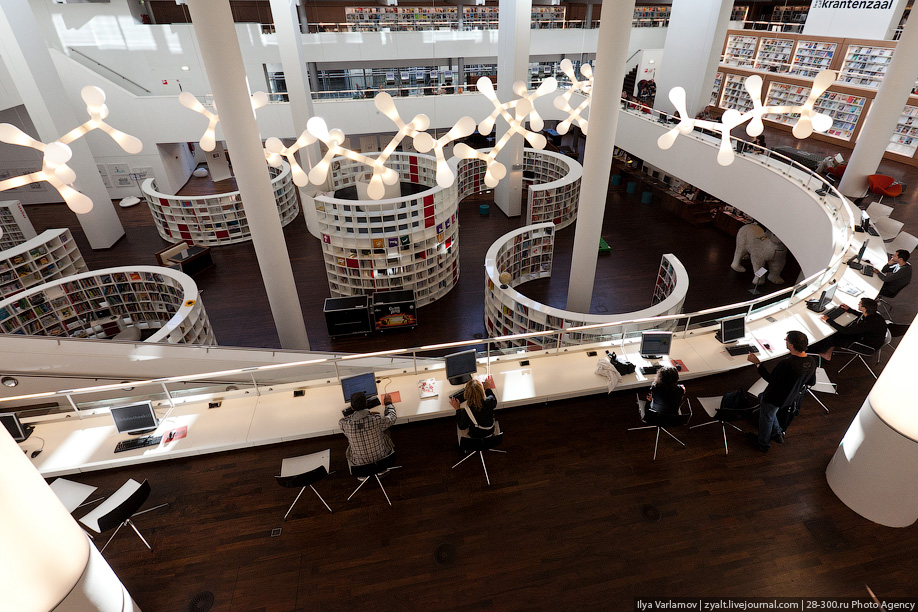 krantenzaal
Ilya Varlamov | zyalt.livejournal.com | 28-300.ru Photo Agency